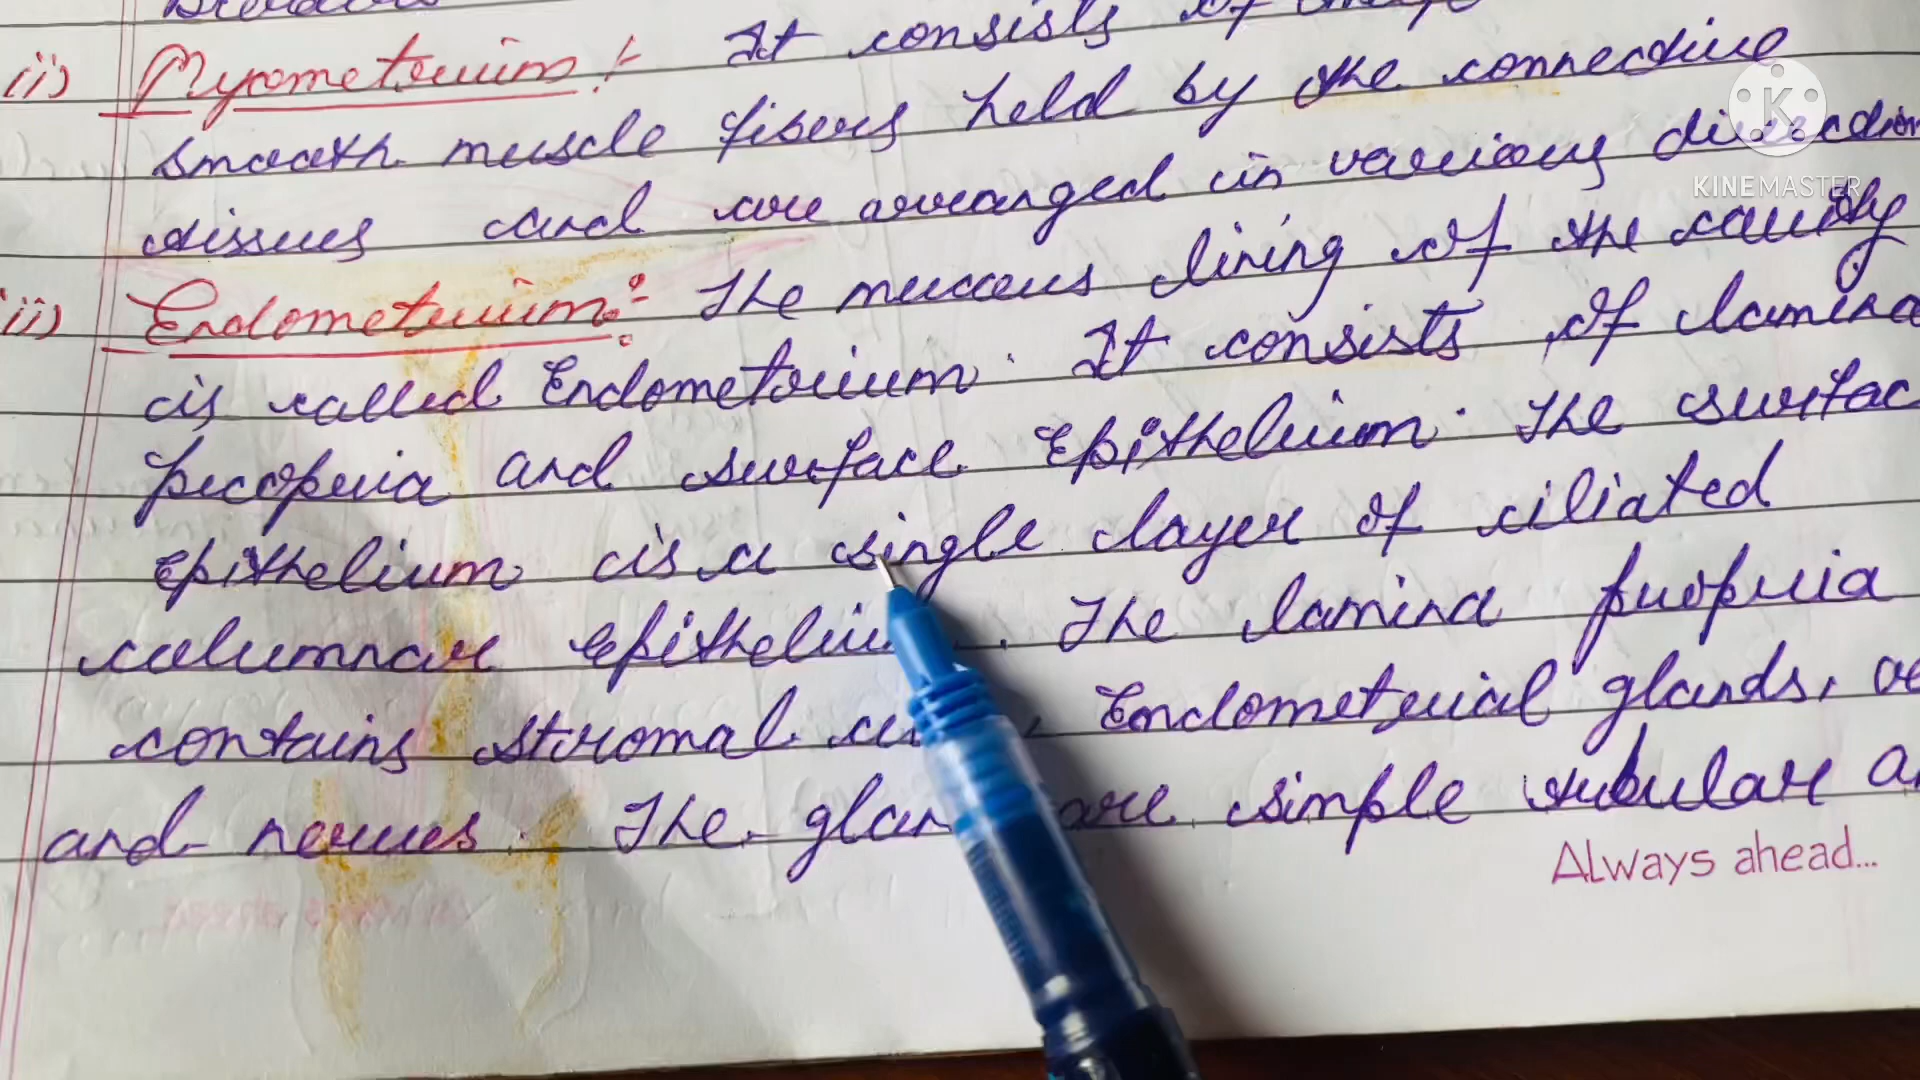 ii) Myometrium :- It consists of
smooth muscle fibers held by the connective
tissues and are arranged in various direction
ii) Endometrium:- The mucous lining of the cavity
is called Endometrium. It consists of lamina
propria and surface Epithelium. The surfac
Epithelium is a single layer of ciliated
columnar epithelium. The lamina propria
contains stromal Endometrial glands,
and nerves. The are simple tubular
Always ahead...
K
KINEMASTER